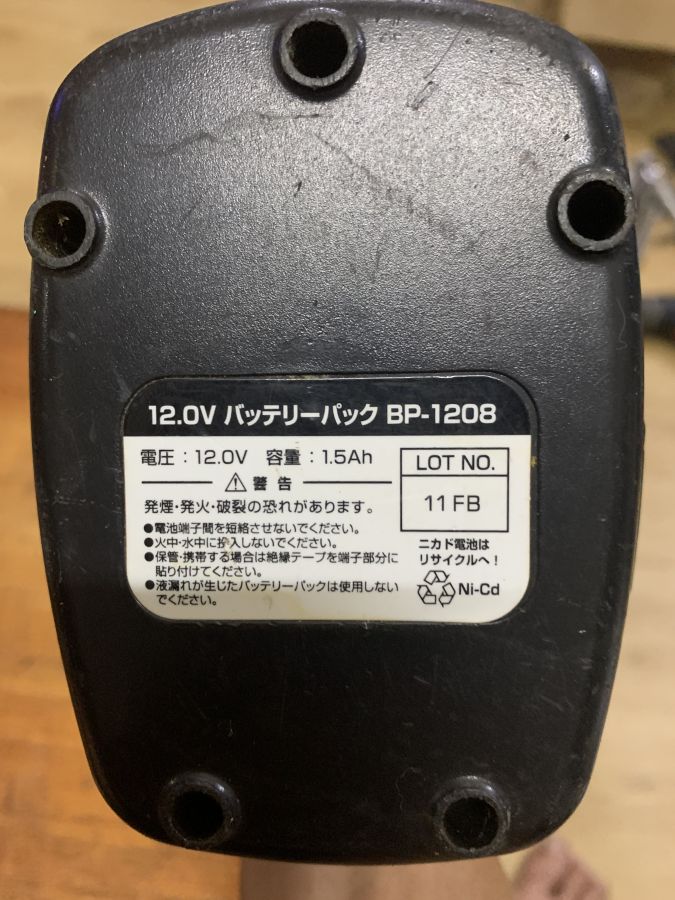 12.0V バッテリーパック BP-1208
電圧：12.0V 容量：1.5Ah
警告
発煙・発火・破裂の恐れがあります。
●電池端子間を短絡させないでください。
●火中・水中に投入しないでください。
●保管・携帯する場合は絶縁テープを端子部分に
貼り付けてください。
●液漏れが生じたバッテリーパックは使用しない
でください。
LOT NO.
11 FB
ニカド電池は
リサイクルへ！
Ni-Cd